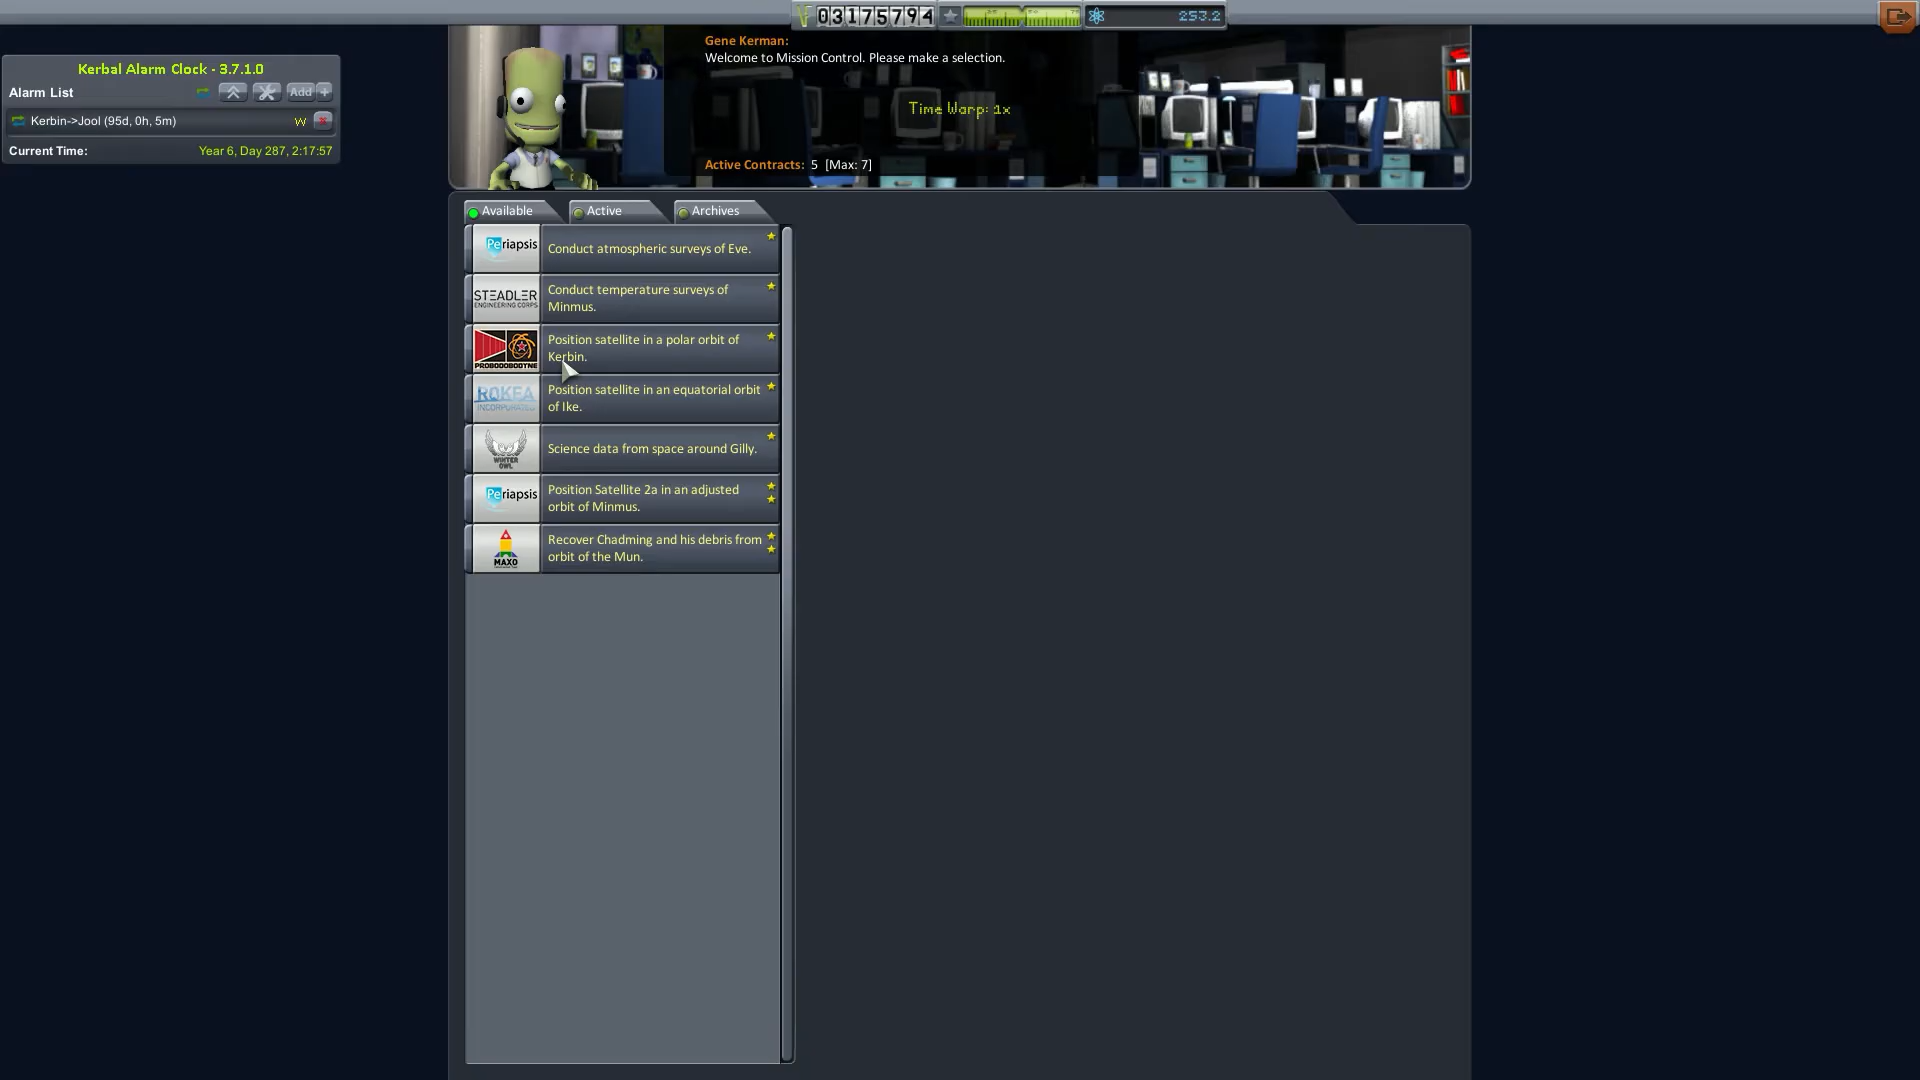 03175794
253.2
Kerbal Alarm Clock - 3.7.1.0
Alarm List
Add +
Kerbin->Jool (95d, 0h, 5m) W
Current Time: Year 6, Day 287, 2:17:57
Gene Kerman:
Welcome to Mission Control. Please make a selection.
Time Warp: 1x
Active Contracts: 5 [Max: 7]
Available Active Archives
Periapsis
Conduct atmospheric surveys of Eve.
STEADLER
ENGINEERING CORPS
Conduct temperature surveys of
Minmus.
PROBODOBODYNE
Position satellite in a polar orbit of
Kerbin.
ROKEA
INCORPORATED
Position satellite in an equatorial orbit
of Ike.
WINTER
OWL
Science data from space around Gilly.
Periapsis
Position Satellite 2a in an adjusted
orbit of Minmus.
MAXO
Recover Chadming and his debris from
orbit of the Mun.